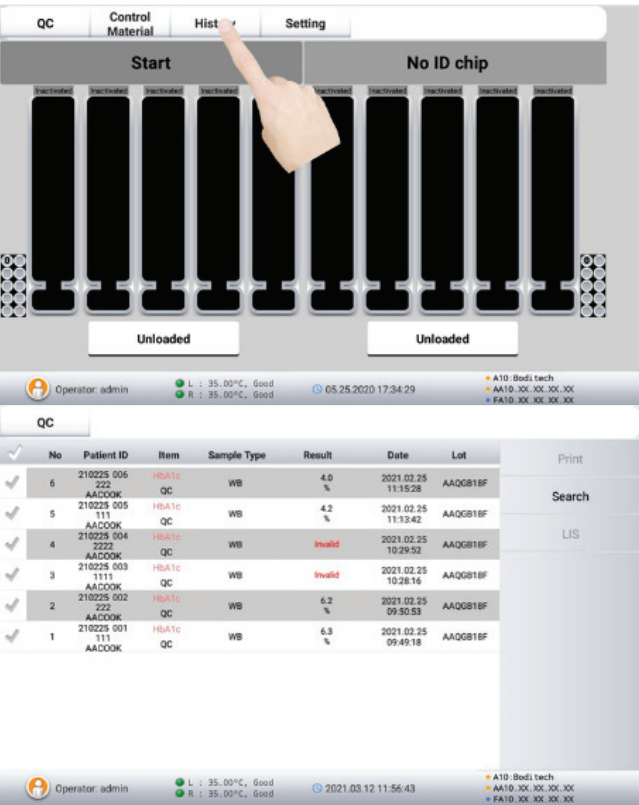 QC
Control
Material
History
Setting
Start
No ID chip
Inactivated Inactivated Inactivated Inactivated Inactivated Inactivated Inactivated Inactivated
0
0
Unloaded
Unloaded
Operator: admin
L : 35.00°C, Good
R : 35.00°C, Good
05.25.2020 17:34:29
A10:Boditech
AA10.XX.XX.XX.XX
FA10.XX.XX.XX.XX
QC
No Patient ID Item Sample Type Result Date Lot
6
210225 006
222
AACOOK
HbA1c
QC
WB
4.0
%
2021.02.25
11:15:28
AAQGB18F
5
210225 005
111
AACOOK
HbA1c
QC
WB
4.2
%
2021.02.25
11:13:42
AAQGB18F
4
210225 004
2222
AACOOK
HbA1c
QC
WB
Invalid
2021.02.25
10:29:52
AAQGB18F
3
210225 003
1111
AACOOK
HbA1c
QC
WB
Invalid
2021.02.25
10:28:16
AAQGB18F
2
210225 002
222
AACOOK
HbA1c
QC
WB
6.2
%
2021.02.25
09:50:53
AAQGB18F
1
210225 001
111
AACOOK
HbA1c
QC
WB
6.3
%
2021.02.25
09:49:18
AAQGB18F
Print
Search
LIS
Operator: admin
L : 35.00°C, Good
R : 35.00°C, Good
2021.03.12 11:56:43
A10:Boditech
AA10.XX.XX.XX.XX
FA10.XX.XX.XX.XX